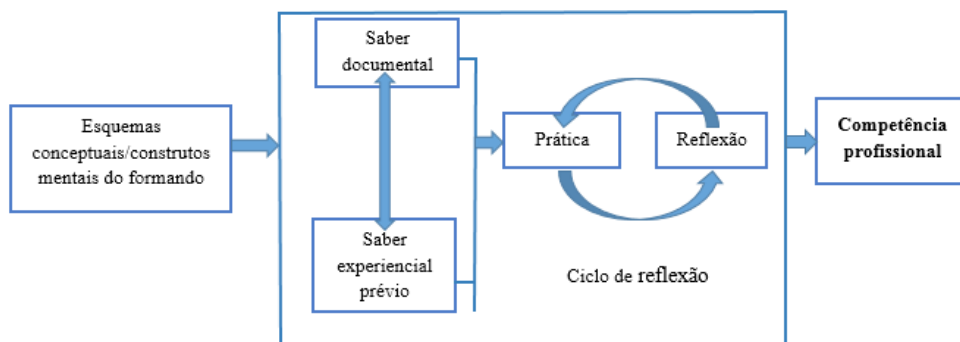 Esquemas
conceptuais/construtos
mentais do formando
Saber
documental
Saber
experiencial
prévio
Prática
Reflexão
Ciclo de reflexão
Competência
profissional